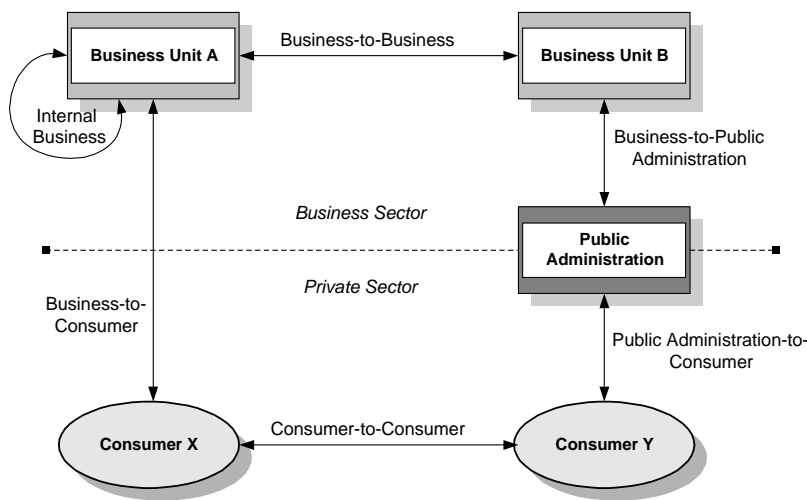 Business Unit A
Business-to-Business
Business Unit B
Internal
Business
Business-to-Public
Administration
Business Sector
Public
Administration
Private Sector
Business-to-
Consumer
Public Administration-to-
Consumer
Consumer X
Consumer-to-Consumer
Consumer Y